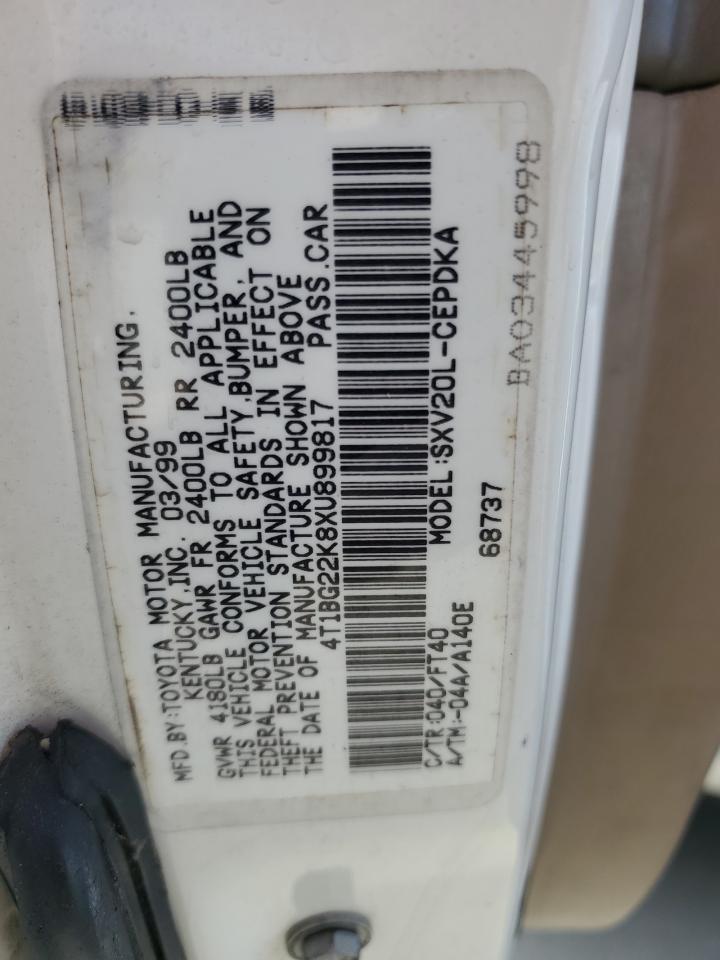 MFD.BY:TOYOTA MOTOR MANUFACTURING,
KENTUCKY,INC. 03/99
GVWR 4180LB GAWR FR 2400LB RR 2400LB
THIS VEHICLE CONFORMS TO ALL APPLICABLE
FEDERAL MOTOR VEHICLE SAFETY,BUMPER, AND
THEFT PREVENTION STANDARDS IN EFFECT ON
THE DATE OF MANUFACTURE SHOWN ABOVE
4T1BG22K8XU899817 PASS.CAR
C/TR:040/FT40 MODEL:SXV20L-CEPDKA
A/TM:-04A/A140E
68737
BA03445998